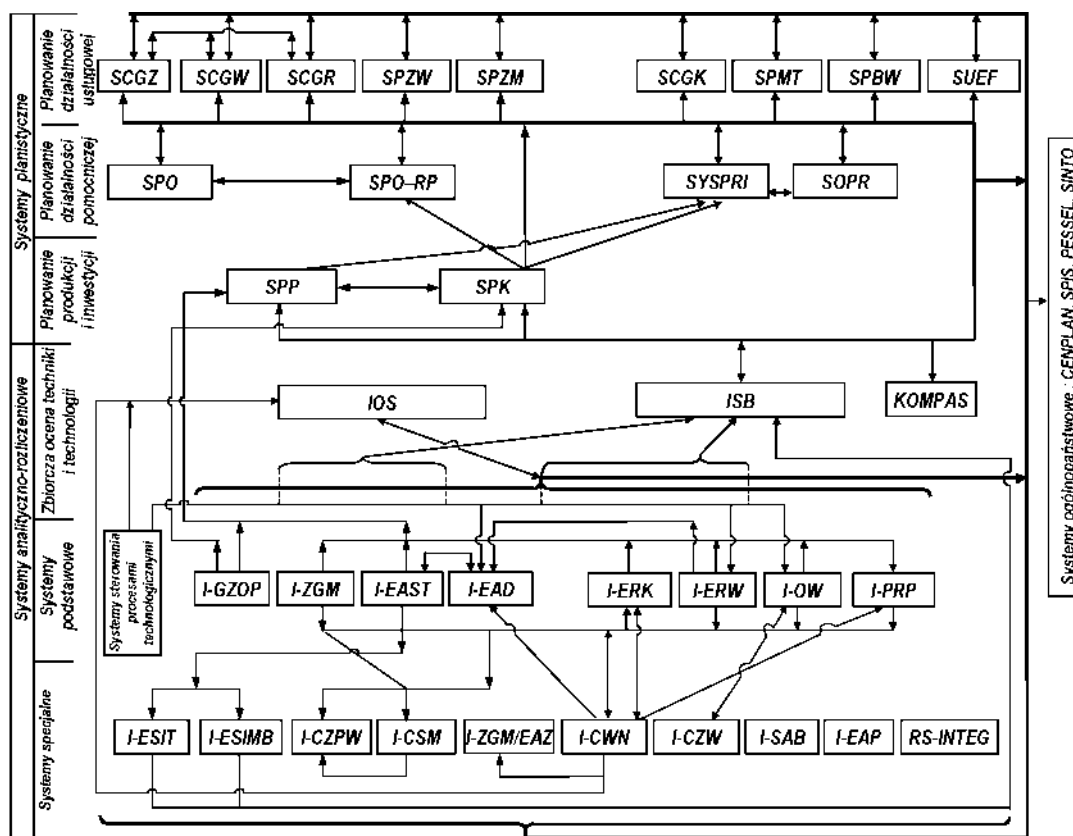 Systemy planistyczne
Planowanie
działalności
usługowej
SCGZ
SCGW
SCGR
SPZW
SPZM
SCGK
SPMT
SPBW
SUEF
Planowanie
działalności
pomocniczej
SPO
SPO–RP
SYSPRI
SOPR
Planowanie
produkcji
i inwestycji
SPP
SPK
Systemy analityczno-rozliczeniowe
Zbiorcza ocena techniki
i technologii
IOS
ISB
KOMPAS
Systemy
podstawowe
Systemy sterowania
procesami
technologicznymi
I-GZOP
I-ZGM
I-EAST
I-EAD
I-ERK
I-ERW
I-OW
I-PRP
Systemy specjalne
I-ESIT
I-ESIMB
I-CZPW
I-CSM
I-ZGM/EAZ
I-CWN
I-CZW
I-SAB
I-EAP
RS-INTEG
Systemy ogólnopaństwowe : CENPLAN, SPIS, PESSEL, SINTO